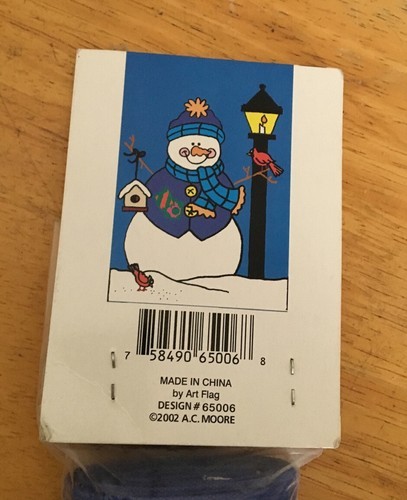 7 58490 65006 8
MADE IN CHINA
by Art Flag
DESIGN # 65006
©2002 A.C. MOORE